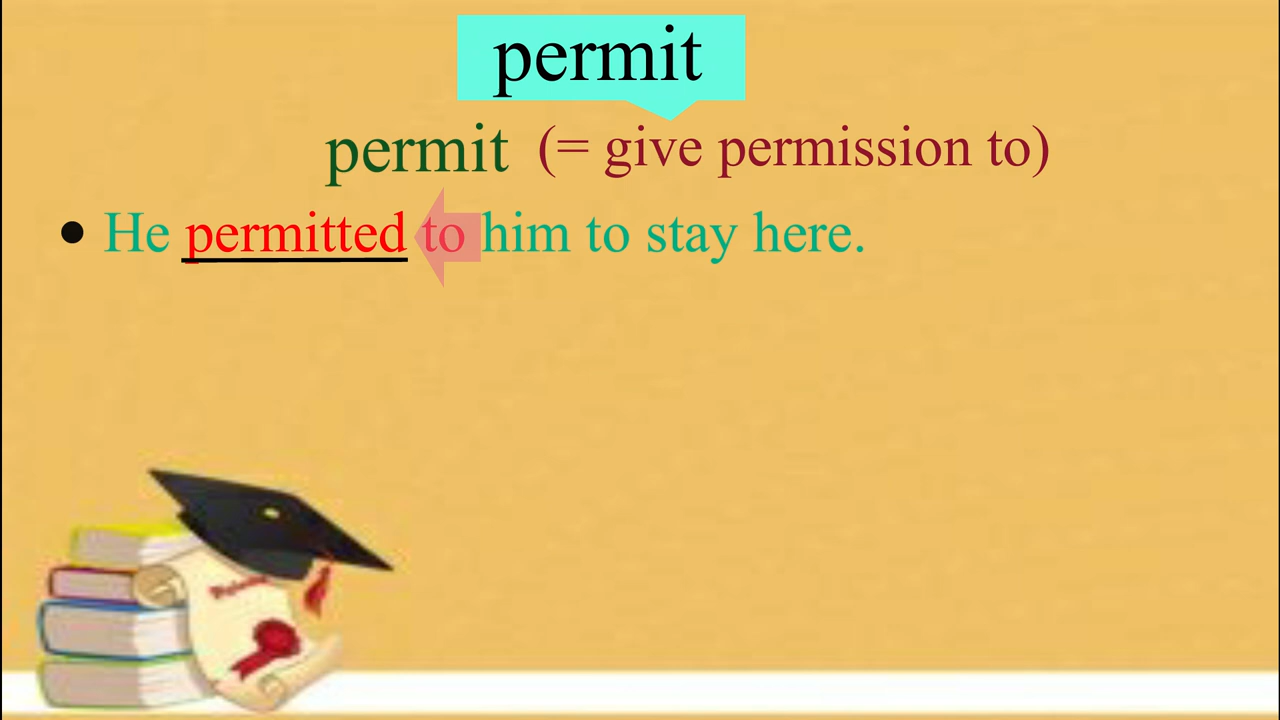 permit
permit (= give permission to)
• He permitted to him to stay here.